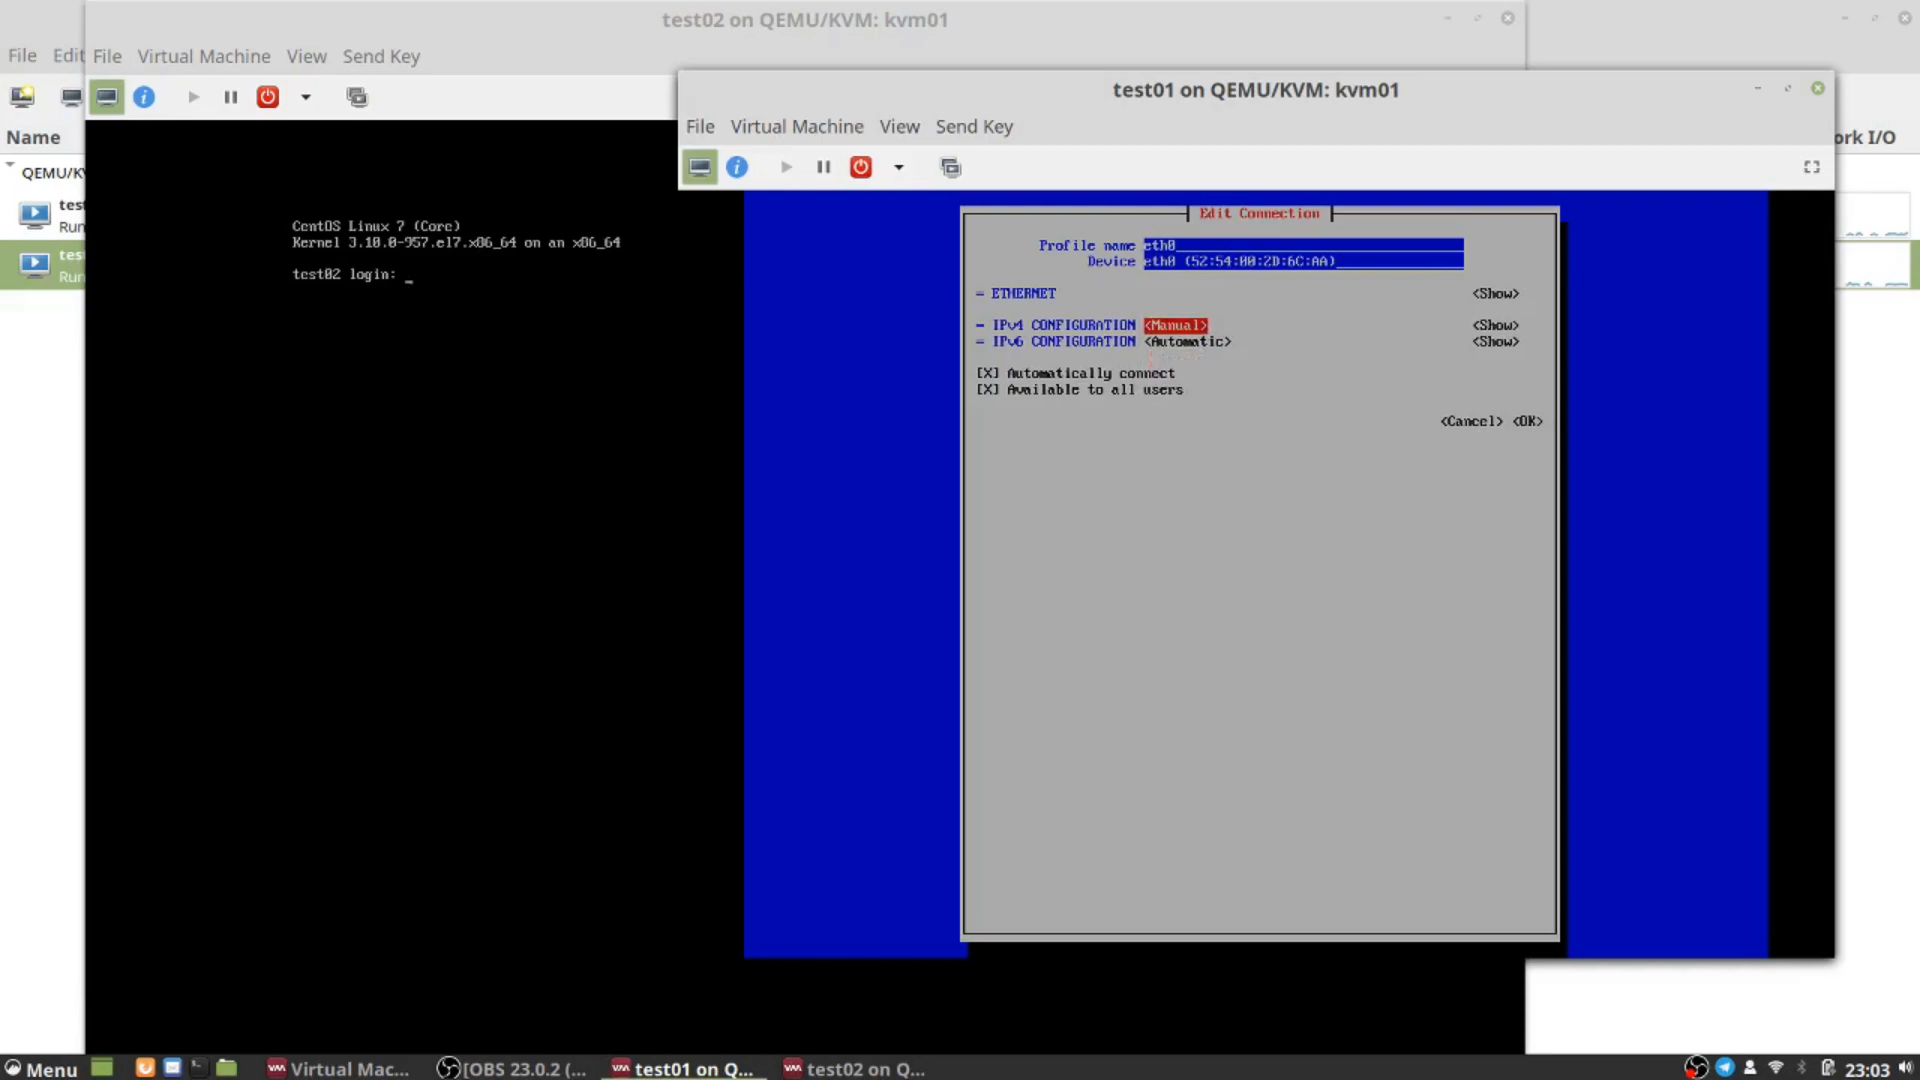 test02 on QEMU/KVM: kvm01
File Edit
File Virtual Machine View Send Key
test01 on QEMU/KVM: kvm01
File Virtual Machine View Send Key
Name
ork I/O
QEMU/KV
tes
Run
tes
Run
CentOS Linux 7 (Core)
Kernel 3.10.0-957.el7.x86_64 on an x86_64
test02 login: _
Edit Connection
Profile name eth0
Device eth0 (52:54:00:2D:6C:AA)
= ETHERNET <Show>
= IPv4 CONFIGURATION <Manual> <Show>
= IPv6 CONFIGURATION <Automatic> <Show>
[X] Automatically connect
[X] Available to all users
<Cancel> <OK>
Menu
Virtual Mac...
[OBS 23.0.2 (...
test01 on Q...
test02 on Q...
23:03